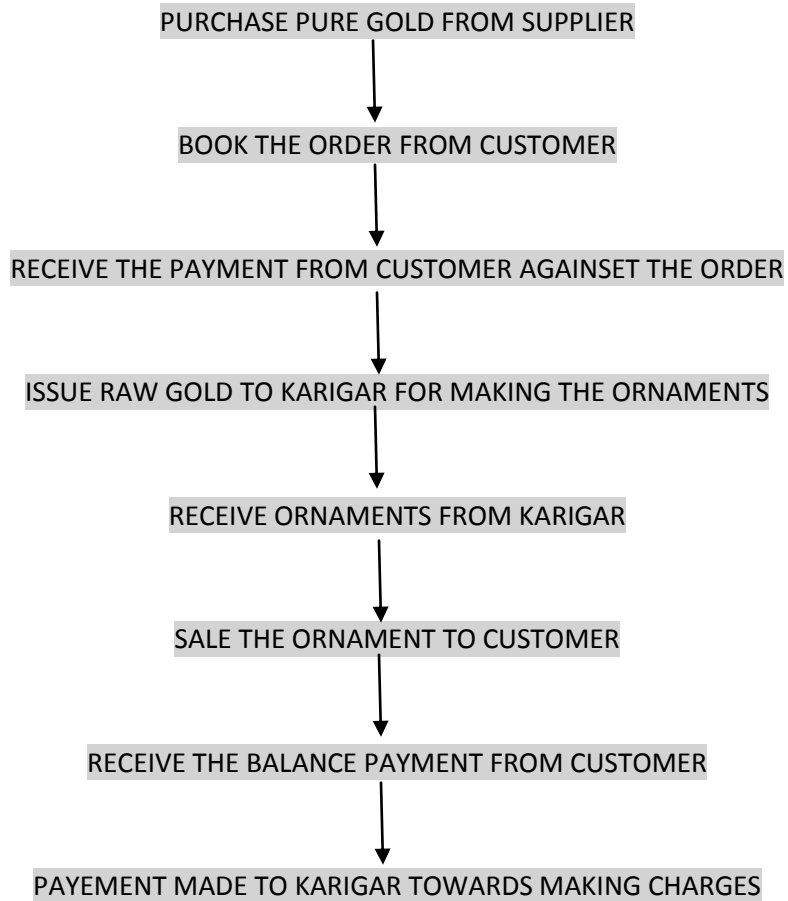 PURCHASE PURE GOLD FROM SUPPLIER
BOOK THE ORDER FROM CUSTOMER
RECEIVE THE PAYMENT FROM CUSTOMER AGAINSET THE ORDER
ISSUE RAW GOLD TO KARIGAR FOR MAKING THE ORNAMENTS
RECEIVE ORNAMENTS FROM KARIGAR
SALE THE ORNAMENT TO CUSTOMER
RECEIVE THE BALANCE PAYMENT FROM CUSTOMER
PAYEMENT MADE TO KARIGAR TOWARDS MAKING CHARGES